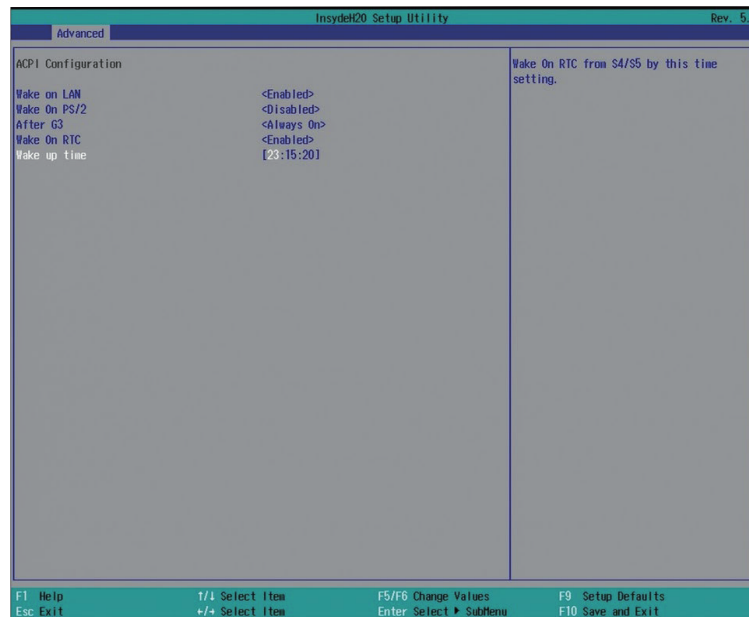 InsydeH20 Setup Utility Rev. 5.
Advanced
ACPI Configuration
Wake on LAN <Enabled>
Wake On PS/2 <Disabled>
After G3 <Always On>
Wake On RTC <Enabled>
Wake up time [23:15:20]
Wake On RTC from S4/S5 by this time
setting.
F1 Help ↑/↓ Select Item F5/F6 Change Values F9 Setup Defaults
Esc Exit ←/→ Select Item Enter Select ▶ SubMenu F10 Save and Exit